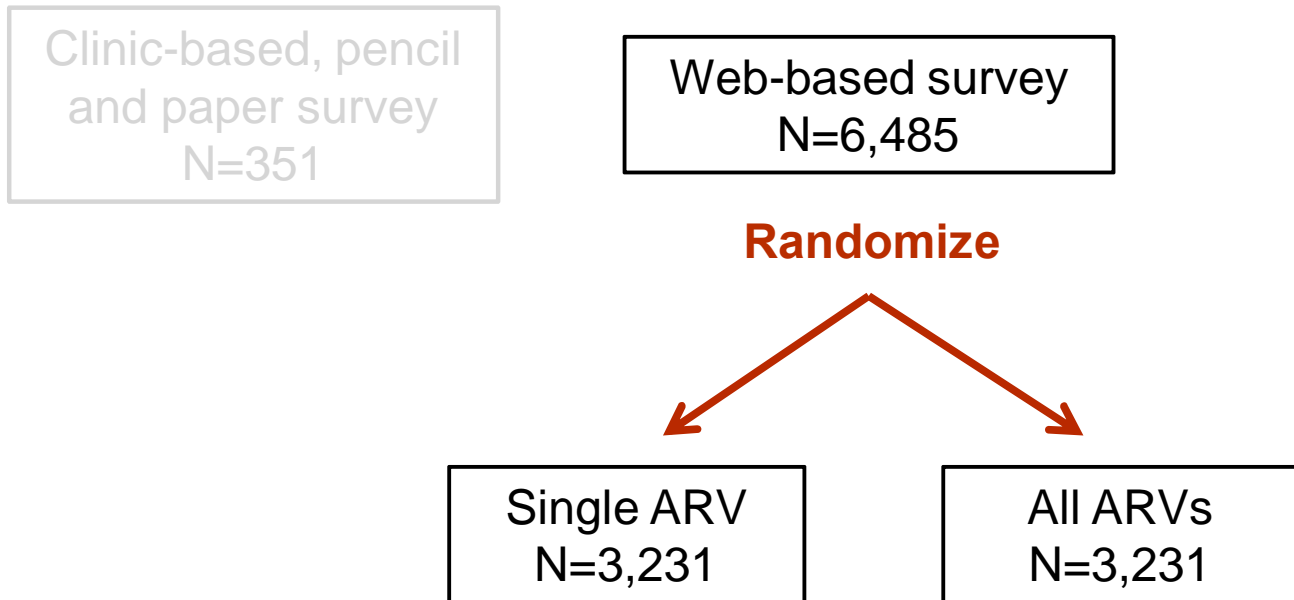 Clinic-based, pencil
and paper survey
N=351
Web-based survey
N=6,485
Randomize
Single ARV
N=3,231
All ARVs
N=3,231